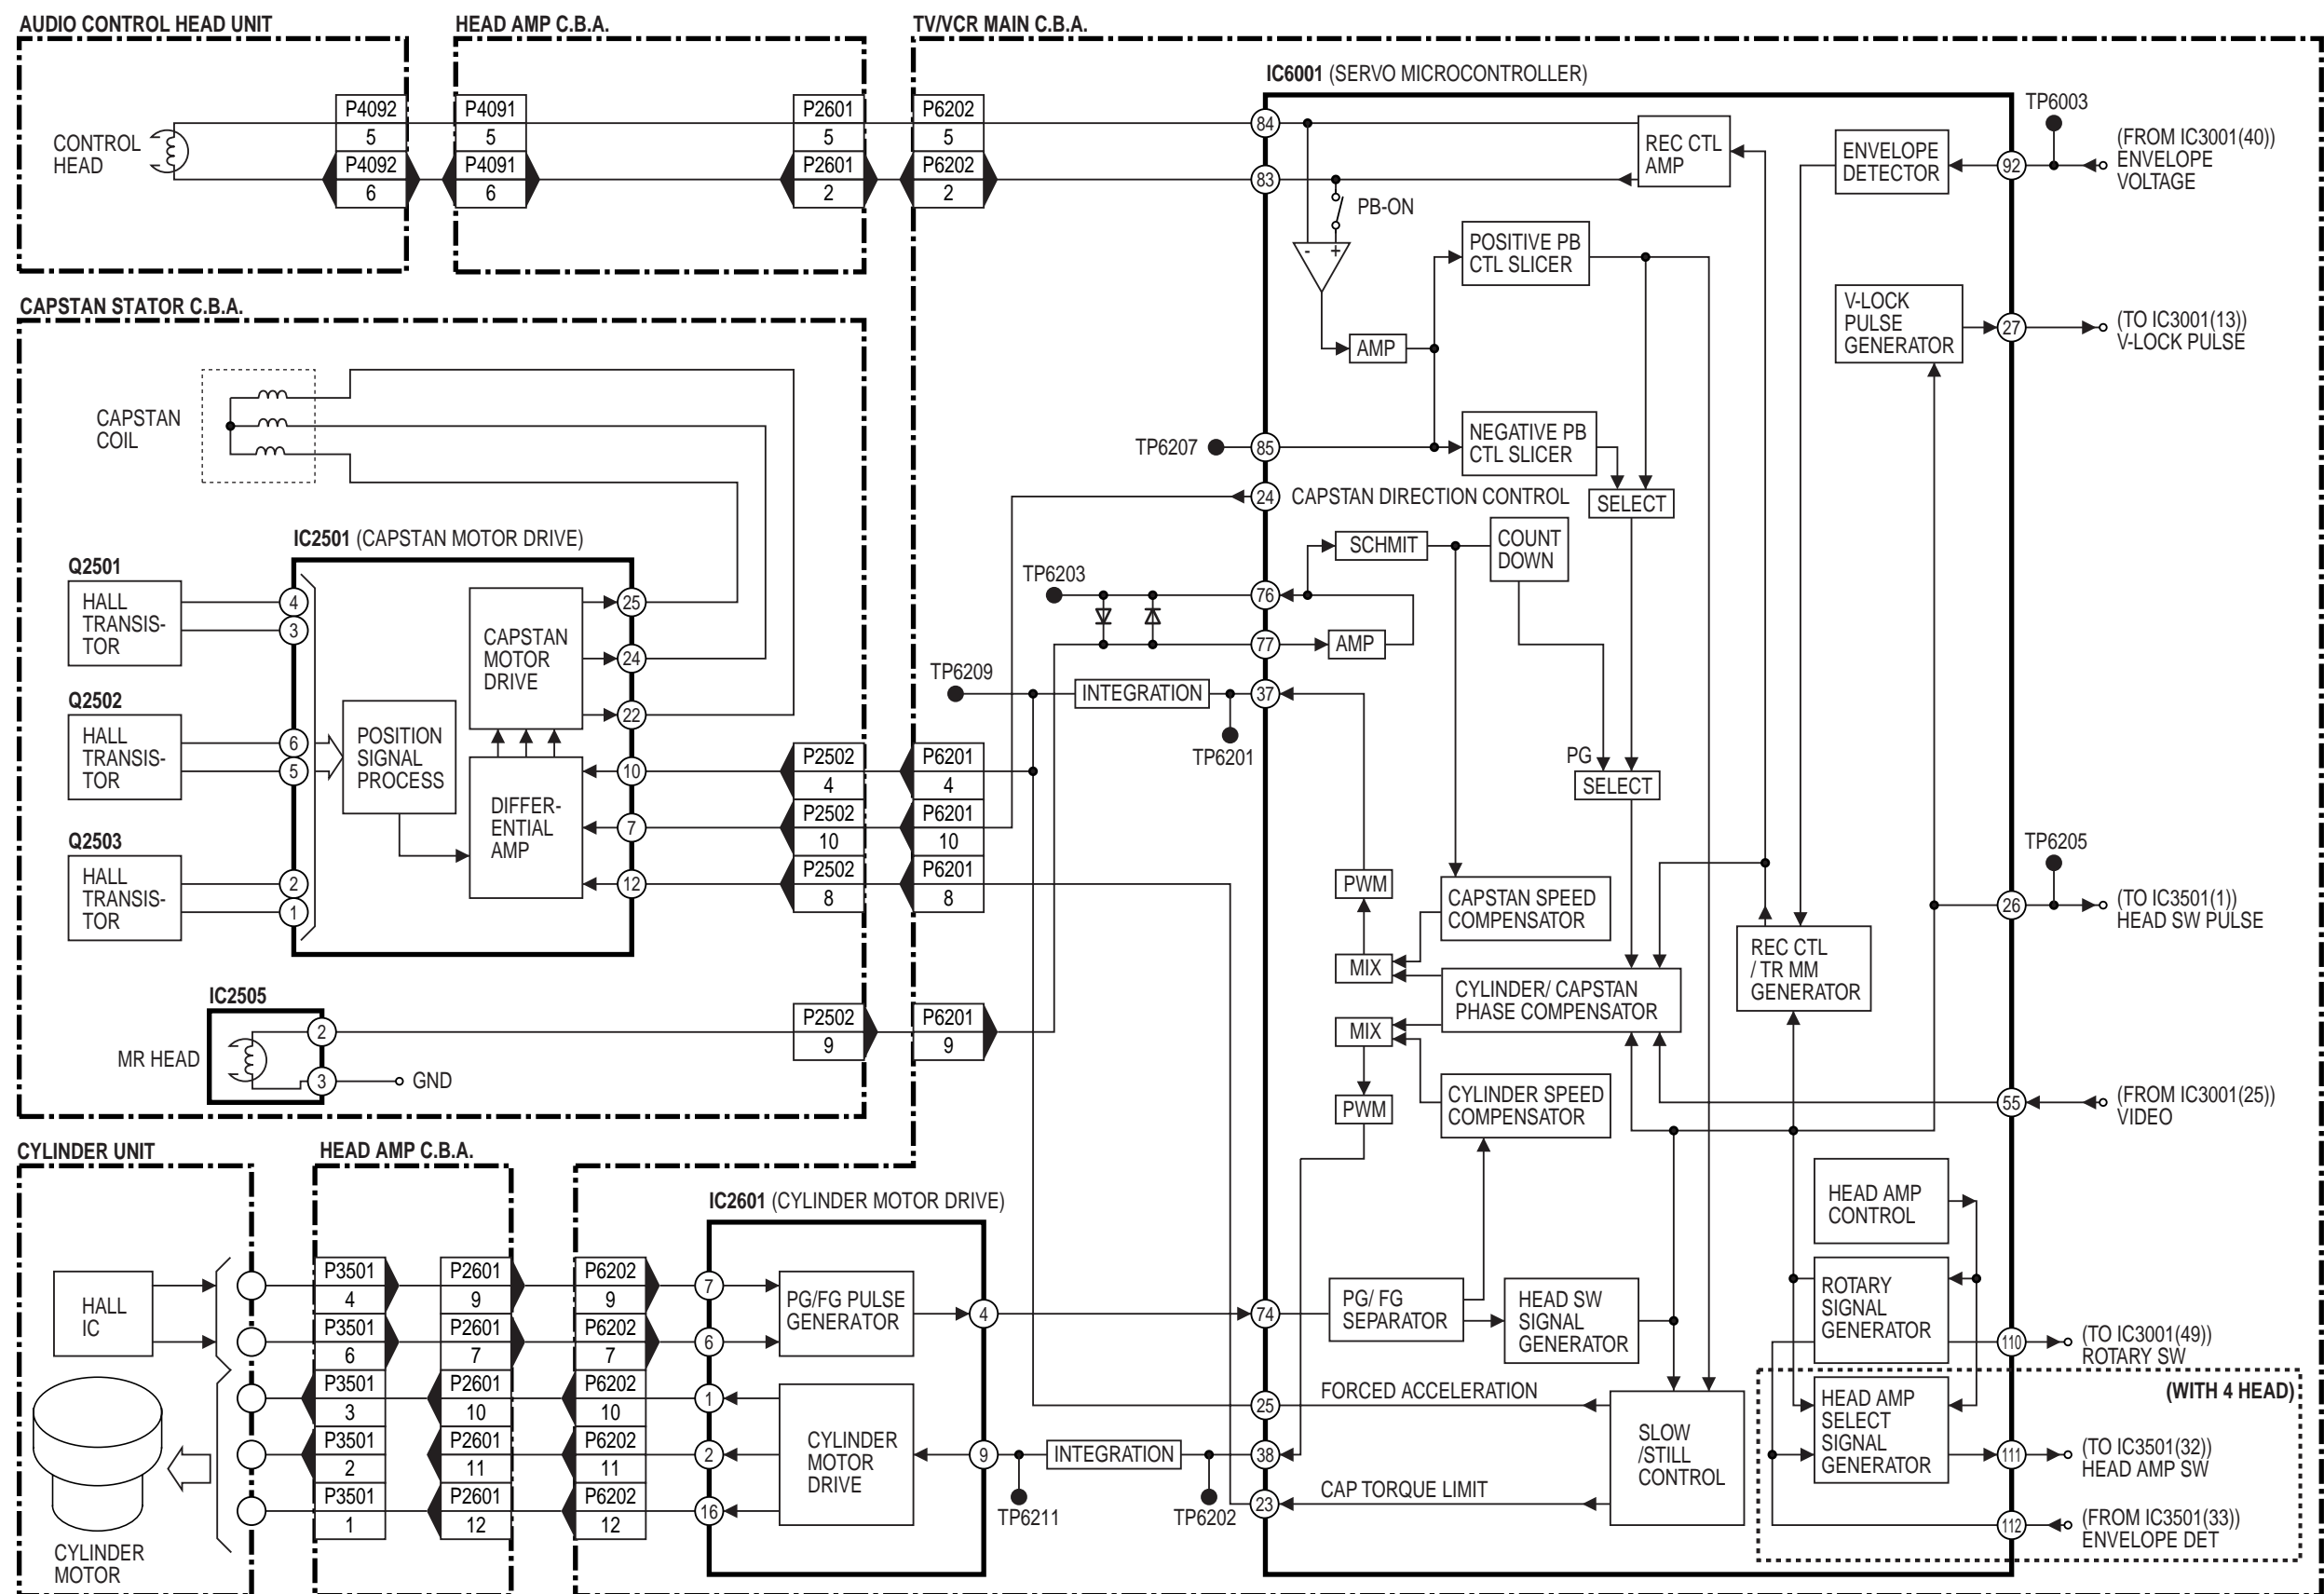 AUDIO CONTROL HEAD UNIT
HEAD AMP C.B.A.
TV/VCR MAIN C.B.A.
IC6001 (SERVO MICROCONTROLLER)
CONTROL
HEAD
P4092
5
P4092
6
P4091
5
P4091
6
P2601
5
P2601
2
P6202
5
P6202
2
84
83
REC CTL
AMP
PB-ON
- +
AMP
POSITIVE PB
CTL SLICER
NEGATIVE PB
CTL SLICER
SELECT
ENVELOPE
DETECTOR
92
TP6003
(FROM IC3001(40))
ENVELOPE
VOLTAGE
V-LOCK
PULSE
GENERATOR
27
(TO IC3001(13))
V-LOCK PULSE
TP6207
85
24
CAPSTAN DIRECTION CONTROL
SCHMIT
COUNT
DOWN
TP6203
76
77
AMP
TP6209
INTEGRATION
37
TP6201
PG
SELECT
CAPSTAN STATOR C.B.A.
CAPSTAN
COIL
IC2501 (CAPSTAN MOTOR DRIVE)
Q2501
HALL
TRANSIS-
TOR
4
3
Q2502
HALL
TRANSIS-
TOR
6
5
Q2503
HALL
TRANSIS-
TOR
2
1
POSITION
SIGNAL
PROCESS
CAPSTAN
MOTOR
DRIVE
DIFFER-
ENTIAL
AMP
25
24
22
10
7
12
P2502
4
P2502
10
P2502
8
P6201
4
P6201
10
P6201
8
IC2505
MR HEAD
2
3
GND
P2502
9
P6201
9
PWM
CAPSTAN SPEED
COMPENSATOR
MIX
CYLINDER/ CAPSTAN
PHASE COMPENSATOR
MIX
PWM
CYLINDER SPEED
COMPENSATOR
REC CTL
/ TR MM
GENERATOR
TP6205
26
(TO IC3501(1))
HEAD SW PULSE
55
(FROM IC3001(25))
VIDEO
CYLINDER UNIT
HEAD AMP C.B.A.
IC2601 (CYLINDER MOTOR DRIVE)
HALL
IC
CYLINDER
MOTOR
P3501
4
P3501
6
P3501
3
P3501
2
P3501
1
P2601
9
P2601
7
P2601
10
P2601
11
P2601
12
P6202
9
P6202
7
P6202
10
P6202
11
P6202
12
7
6
1
2
16
PG/FG PULSE
GENERATOR
CYLINDER
MOTOR
DRIVE
4
9
TP6211
INTEGRATION
TP6202
74
25
38
23
PG/ FG
SEPARATOR
HEAD SW
SIGNAL
GENERATOR
FORCED ACCELERATION
CAP TORQUE LIMIT
SLOW
/STILL
CONTROL
HEAD AMP
CONTROL
ROTARY
SIGNAL
GENERATOR
110
(TO IC3001(49))
ROTARY SW
(WITH 4 HEAD)
HEAD AMP
SELECT
SIGNAL
GENERATOR
111
(TO IC3501(32))
HEAD AMP SW
112
(FROM IC3501(33))
ENVELOPE DET